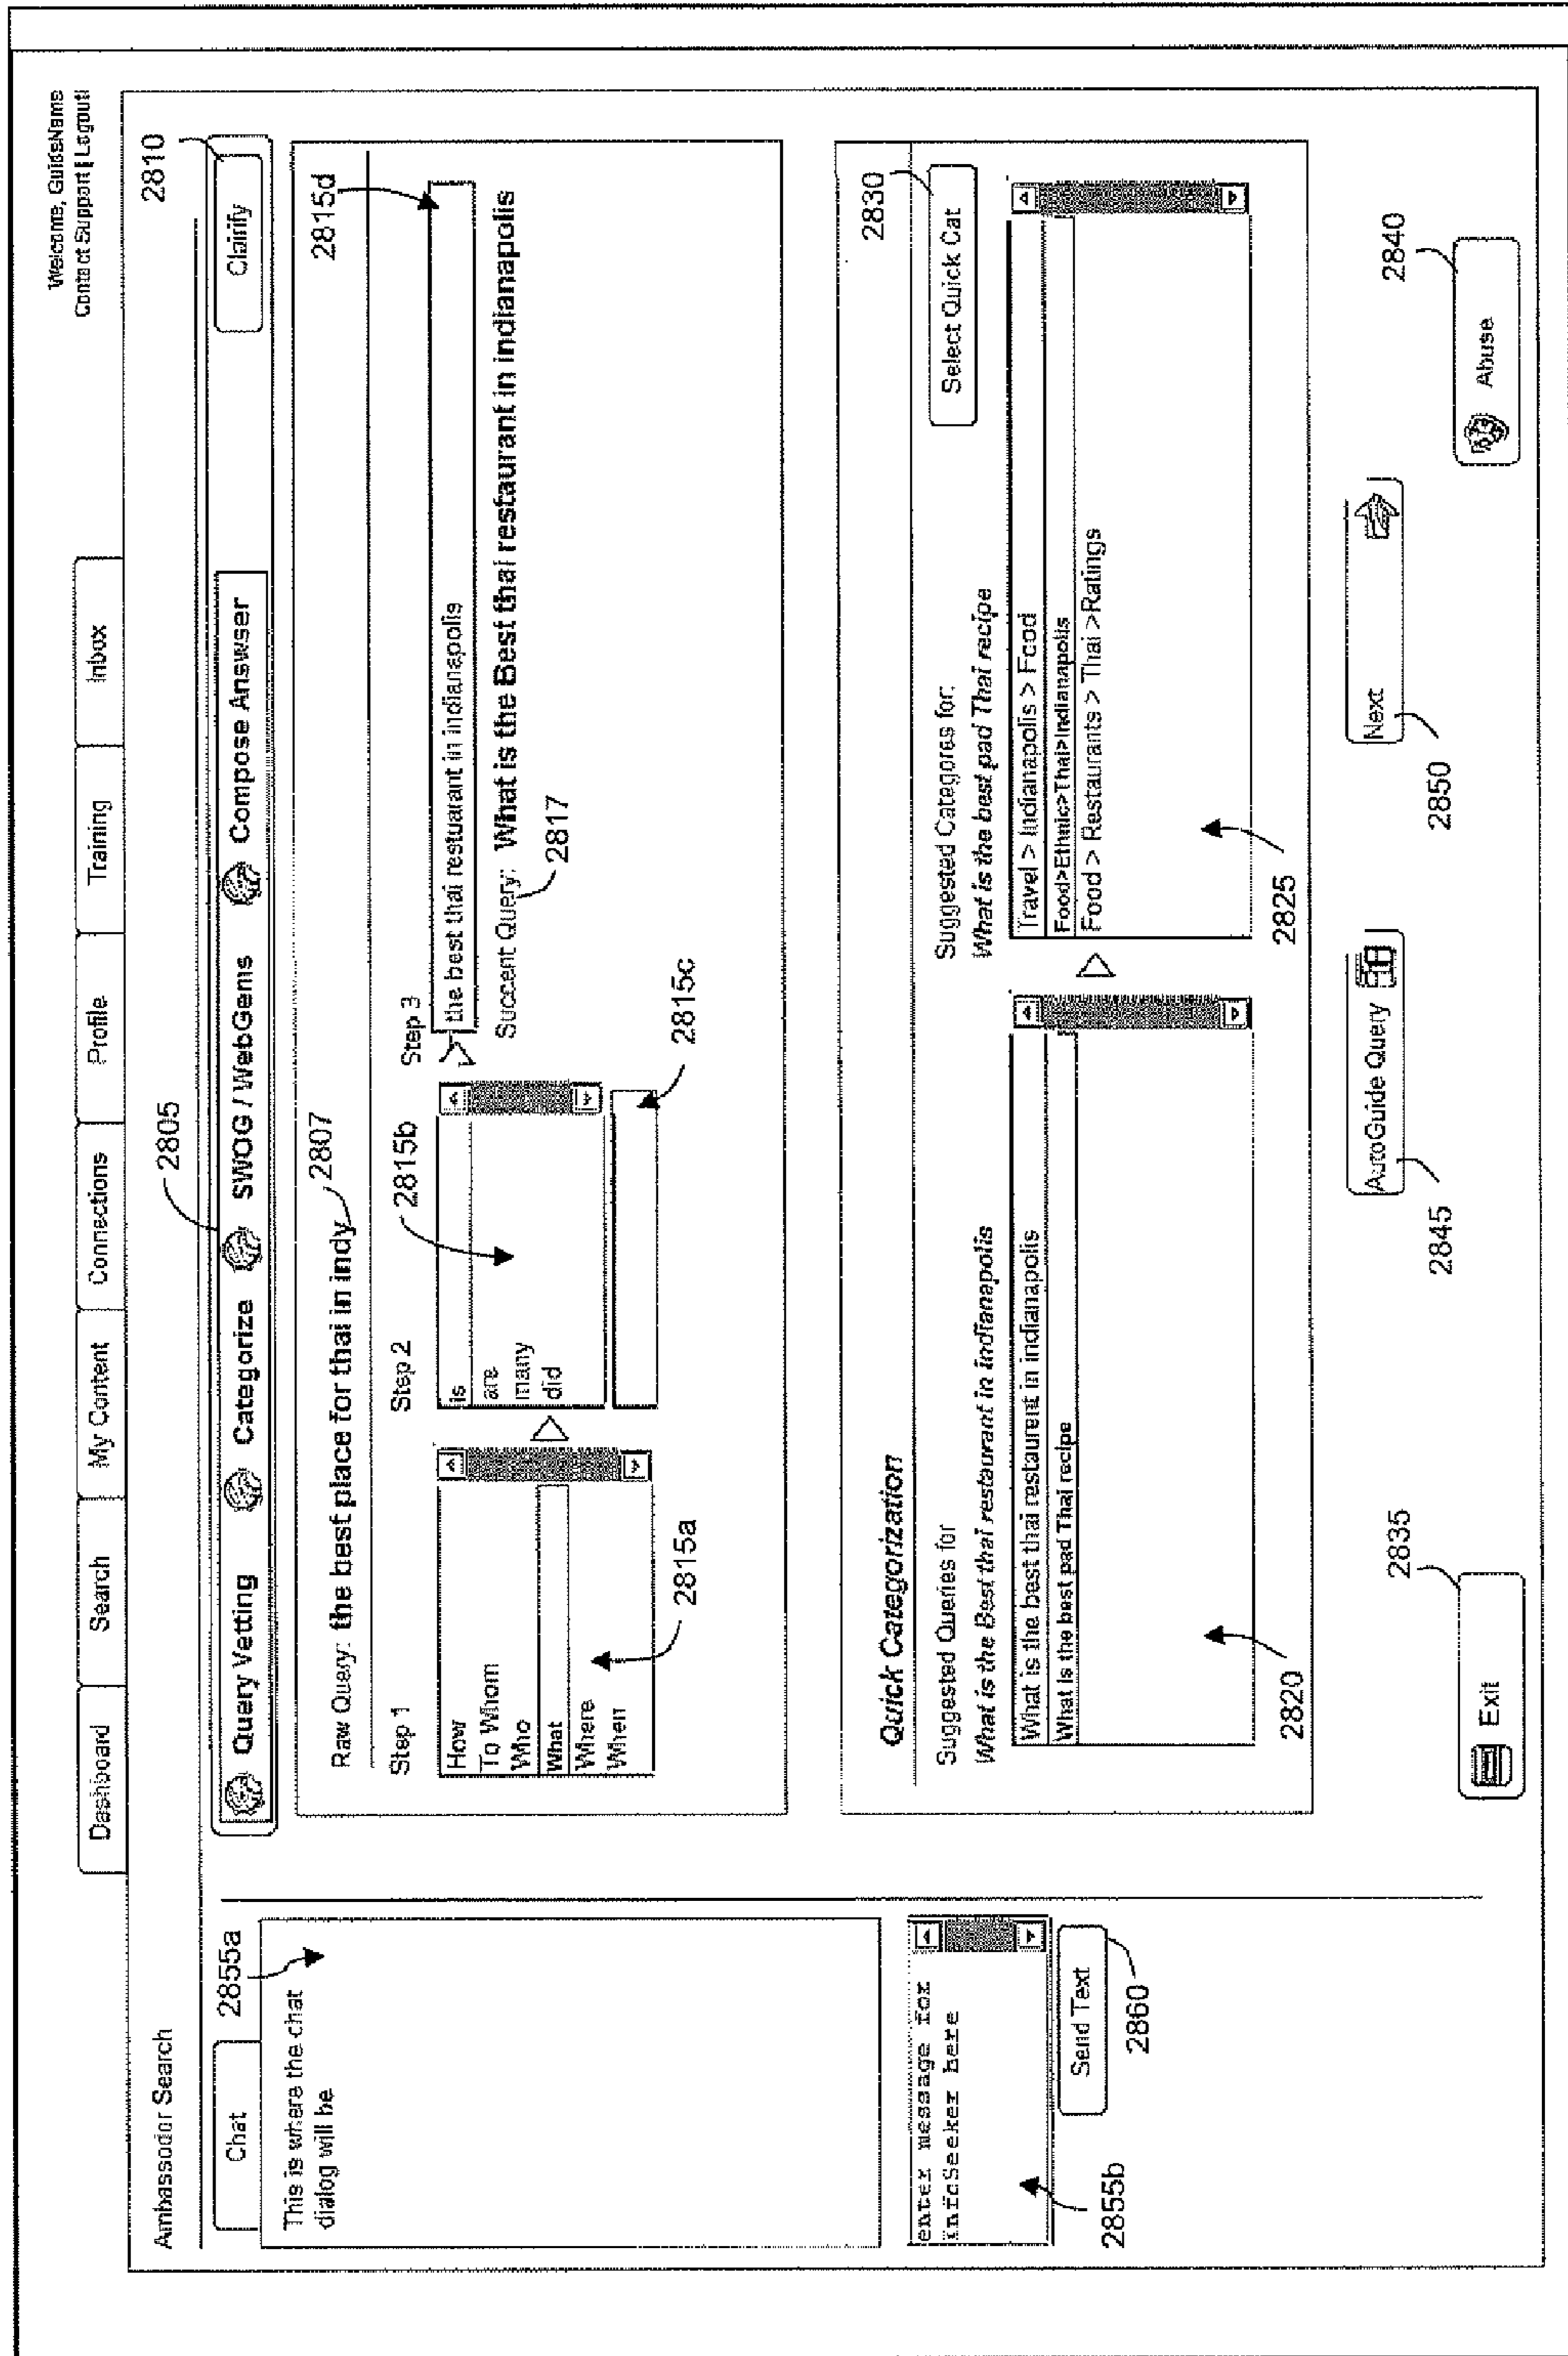 Welcome, GuideName
Contact Support | Logout!
Dashboard
Search
My Content
Connections
Profile
Training
Inbox
Ambassodor Search
2805
2810
Chat
2855a
Query Vetting
Categorize
SWOG / WebGems
Compose Answser
Clairify
This is where the chat
dialog will be
Raw Query: the best place for thai in indy
2807
2815d
Step 1
Step 2
Step 3
2815b
How
To Whom
Who
What
Where
When
is
are
many
did
the best thai restuarant in indianapolis
Succent Query: What is the Best thai restaurant in indianapolis
2817
2815a
2815c
Quick Categorization
2830
Select Quick Cat
Suggested Queries for
What is the Best thai restaurant in indianapolis
Suggested Categores for:
What is the best pad Thai recipe
What is the best thai restaurent in indianapolis
What is the best pad Thai recipe
Travel > Indianapolis > Food
Food>Ethnic>Thai>Indianapolis
Food > Restaurants > Thai >Ratings
2820
2825
enter message for
infoSeeker here
2855b
Send Text
2860
2835
Exit
AutoGuide Query
2845
Next
2850
2840
Abuse